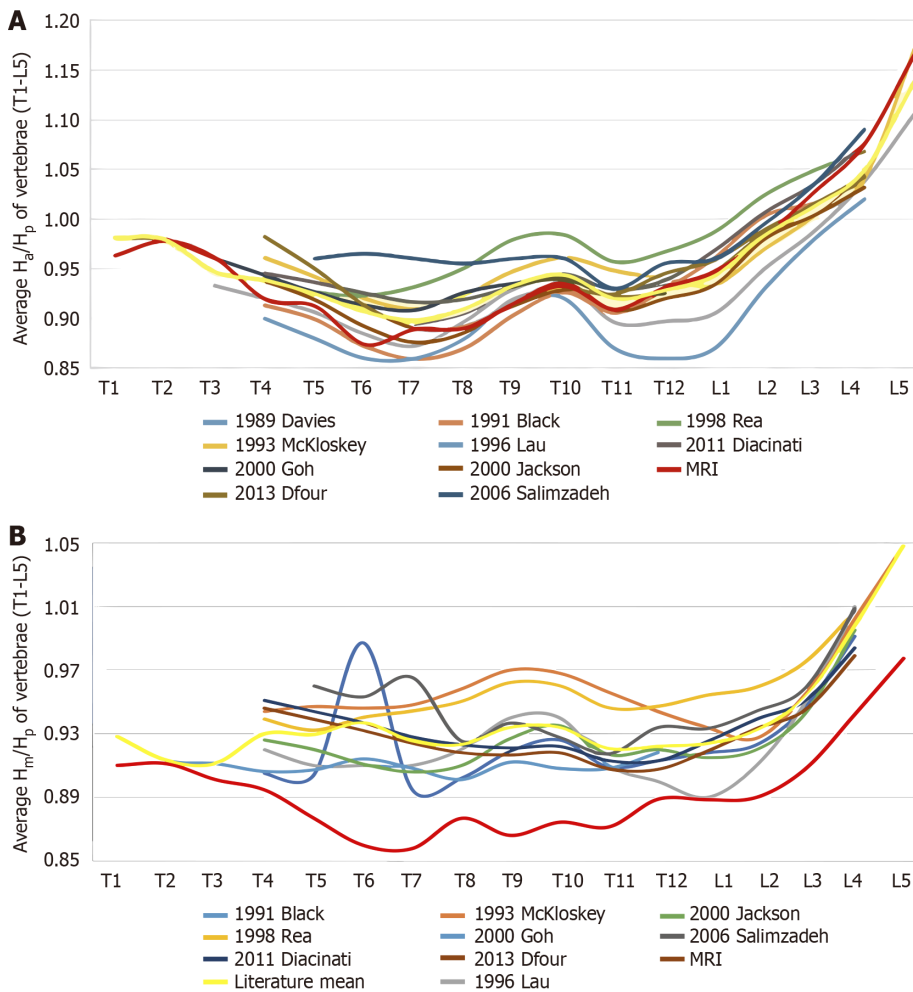 A
Average Ha/Hp of vertebrae (T1-L5)
1.20
1.15
1.10
1.05
1.00
0.95
0.90
0.85
T1 T2 T3 T4 T5 T6 T7 T8 T9 T10 T11 T12 L1 L2 L3 L4 L5
1989 Davies 1991 Black 1998 Rea
1993 McKloskey 1996 Lau 2011 Diacinati
2000 Goh 2000 Jackson MRI
2013 Dfour 2006 Salimzadeh
B
Average Hm/Hp of vertebrae (T1-L5)
1.05
1.01
0.97
0.93
0.89
0.85
T1 T2 T3 T4 T5 T6 T7 T8 T9 T10 T11 T12 L1 L2 L3 L4 L5
1991 Black 1993 McKloskey 2000 Jackson
1998 Rea 2000 Goh 2006 Salimzadeh
2011 Diacinati 2013 Dfour MRI
Literature mean 1996 Lau